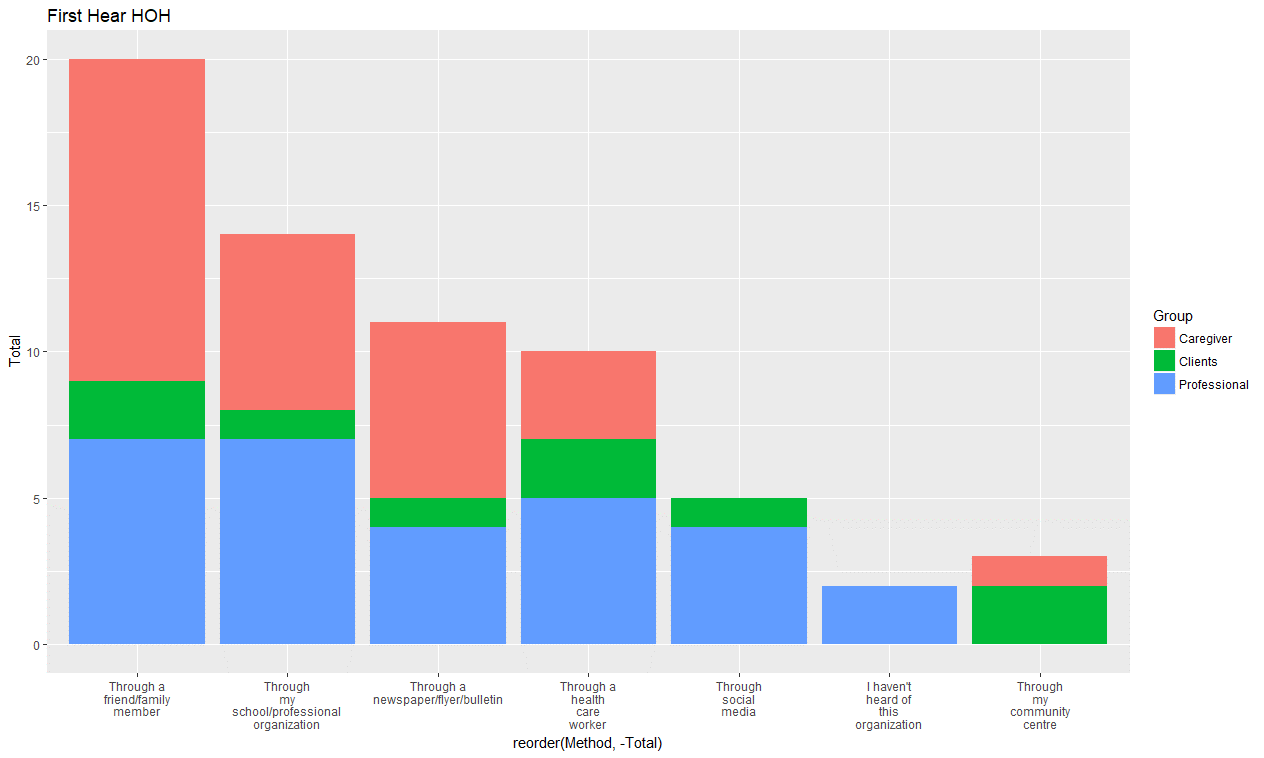 First Hear HOH
20
15
10
5
0
Total
Through a
friend/family
member
Through
my
school/professional
organization
Through a
newspaper/flyer/bulletin
Through a
health
care
worker
Through
social
media
I haven't
heard of
this
organization
Through
my
community
centre
reorder(Method, -Total)
Group
Caregiver
Clients
Professional